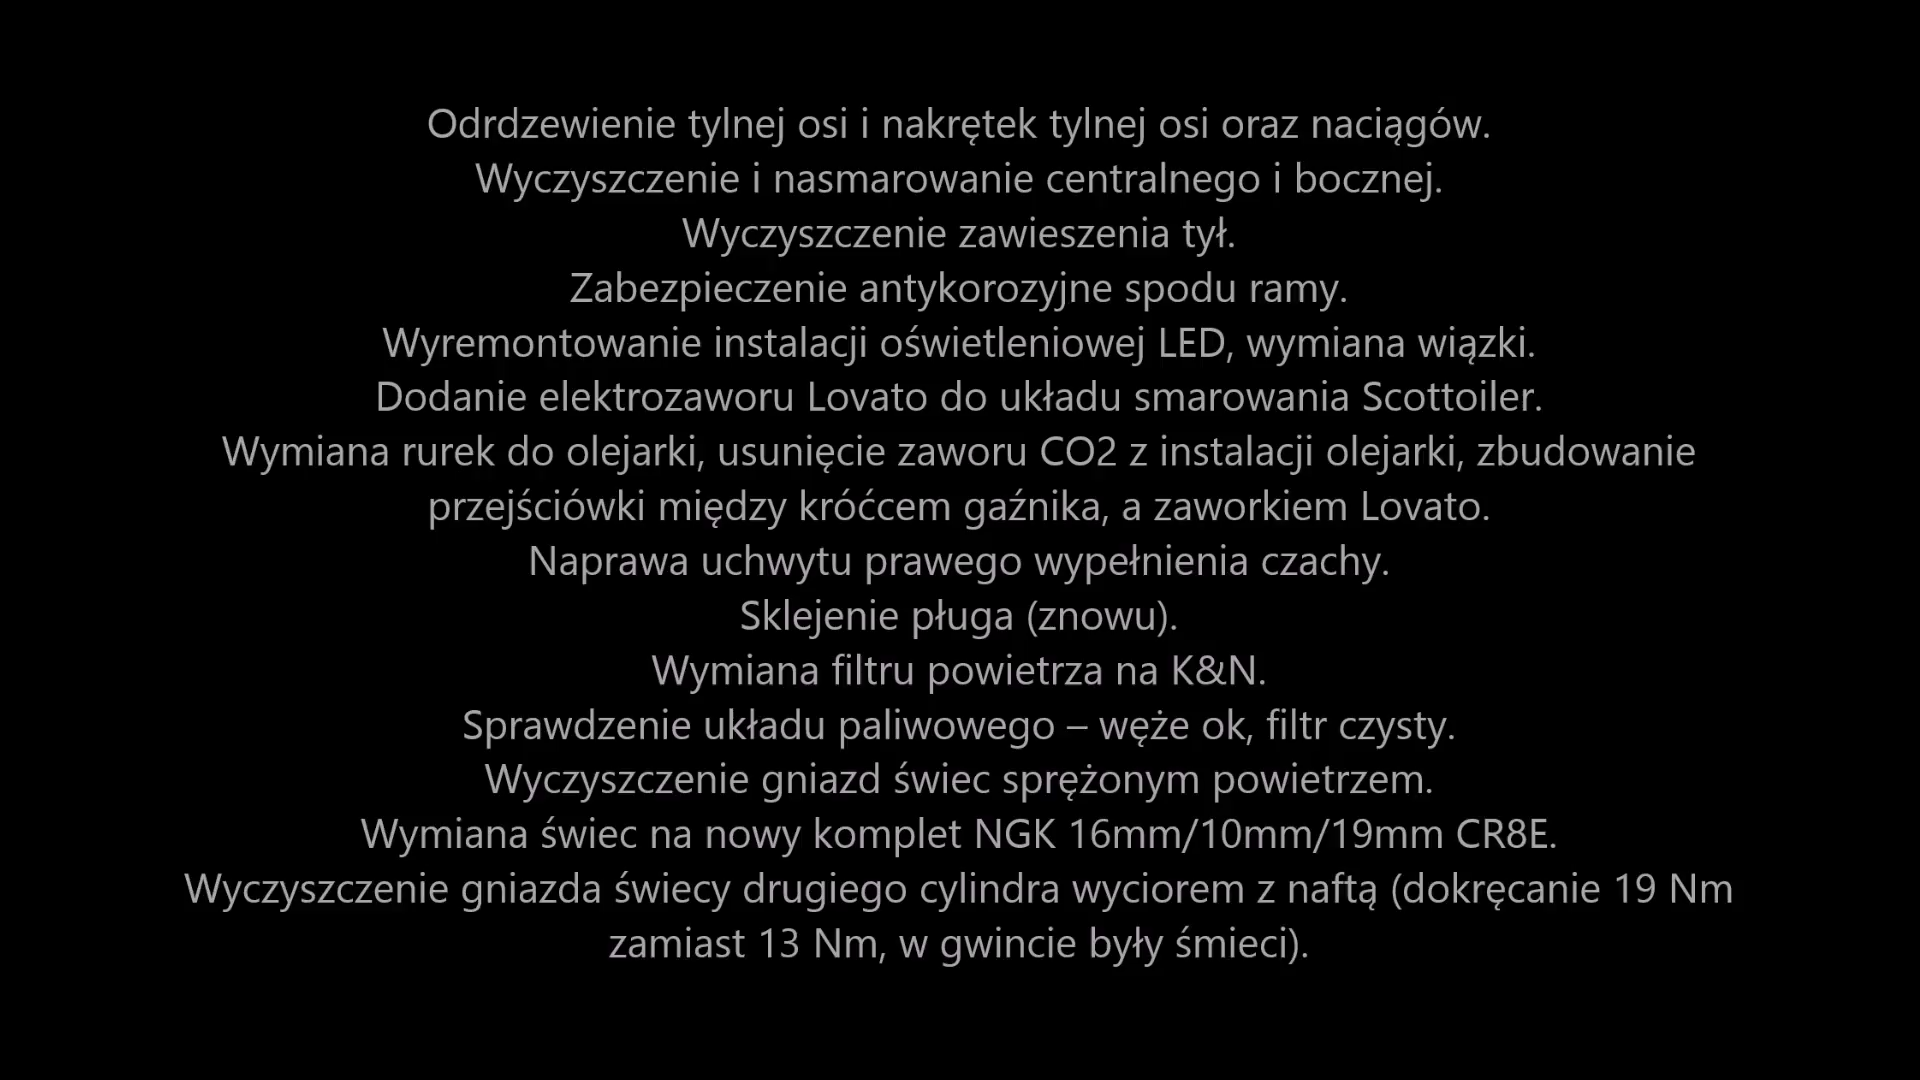 Odrdzewienie tylnej osi i nakrętek tylnej osi oraz naciągów.
Wyczyszczenie i nasmarowanie centralnego i bocznej.
Wyczyszczenie zawieszenia tył.
Zabezpieczenie antykorozyjne spodu ramy.
Wyremontowanie instalacji oświetleniowej LED, wymiana wiązki.
Dodanie elektrozaworu Lovato do układu smarowania Scottoiler.
Wymiana rurek do olejarki, usunięcie zaworu CO2 z instalacji olejarki, zbudowanie
przejściówki między króćcem gaźnika, a zaworkiem Lovato.
Naprawa uchwytu prawego wypełnienia czachy.
Sklejenie pługa (znowu).
Wymiana filtru powietrza na K&N.
Sprawdzenie układu paliwowego – węże ok, filtr czysty.
Wyczyszczenie gniazd świec sprężonym powietrzem.
Wymiana świec na nowy komplet NGK 16mm/10mm/19mm CR8E.
Wyczyszczenie gniazda świecy drugiego cylindra wyciorem z naftą (dokręcanie 19 Nm
zamiast 13 Nm, w gwincie były śmieci).